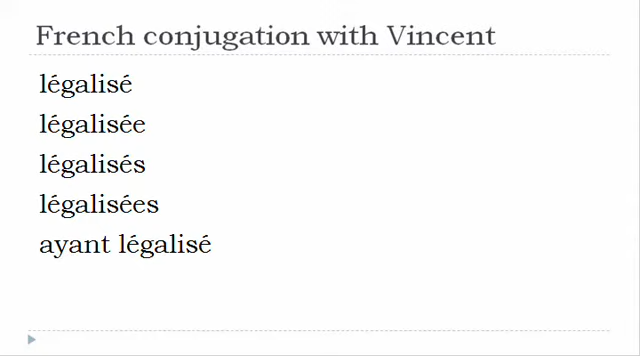 French conjugation with Vincent
légalisé
légalisée
légalisés
légalisées
ayant légalisé